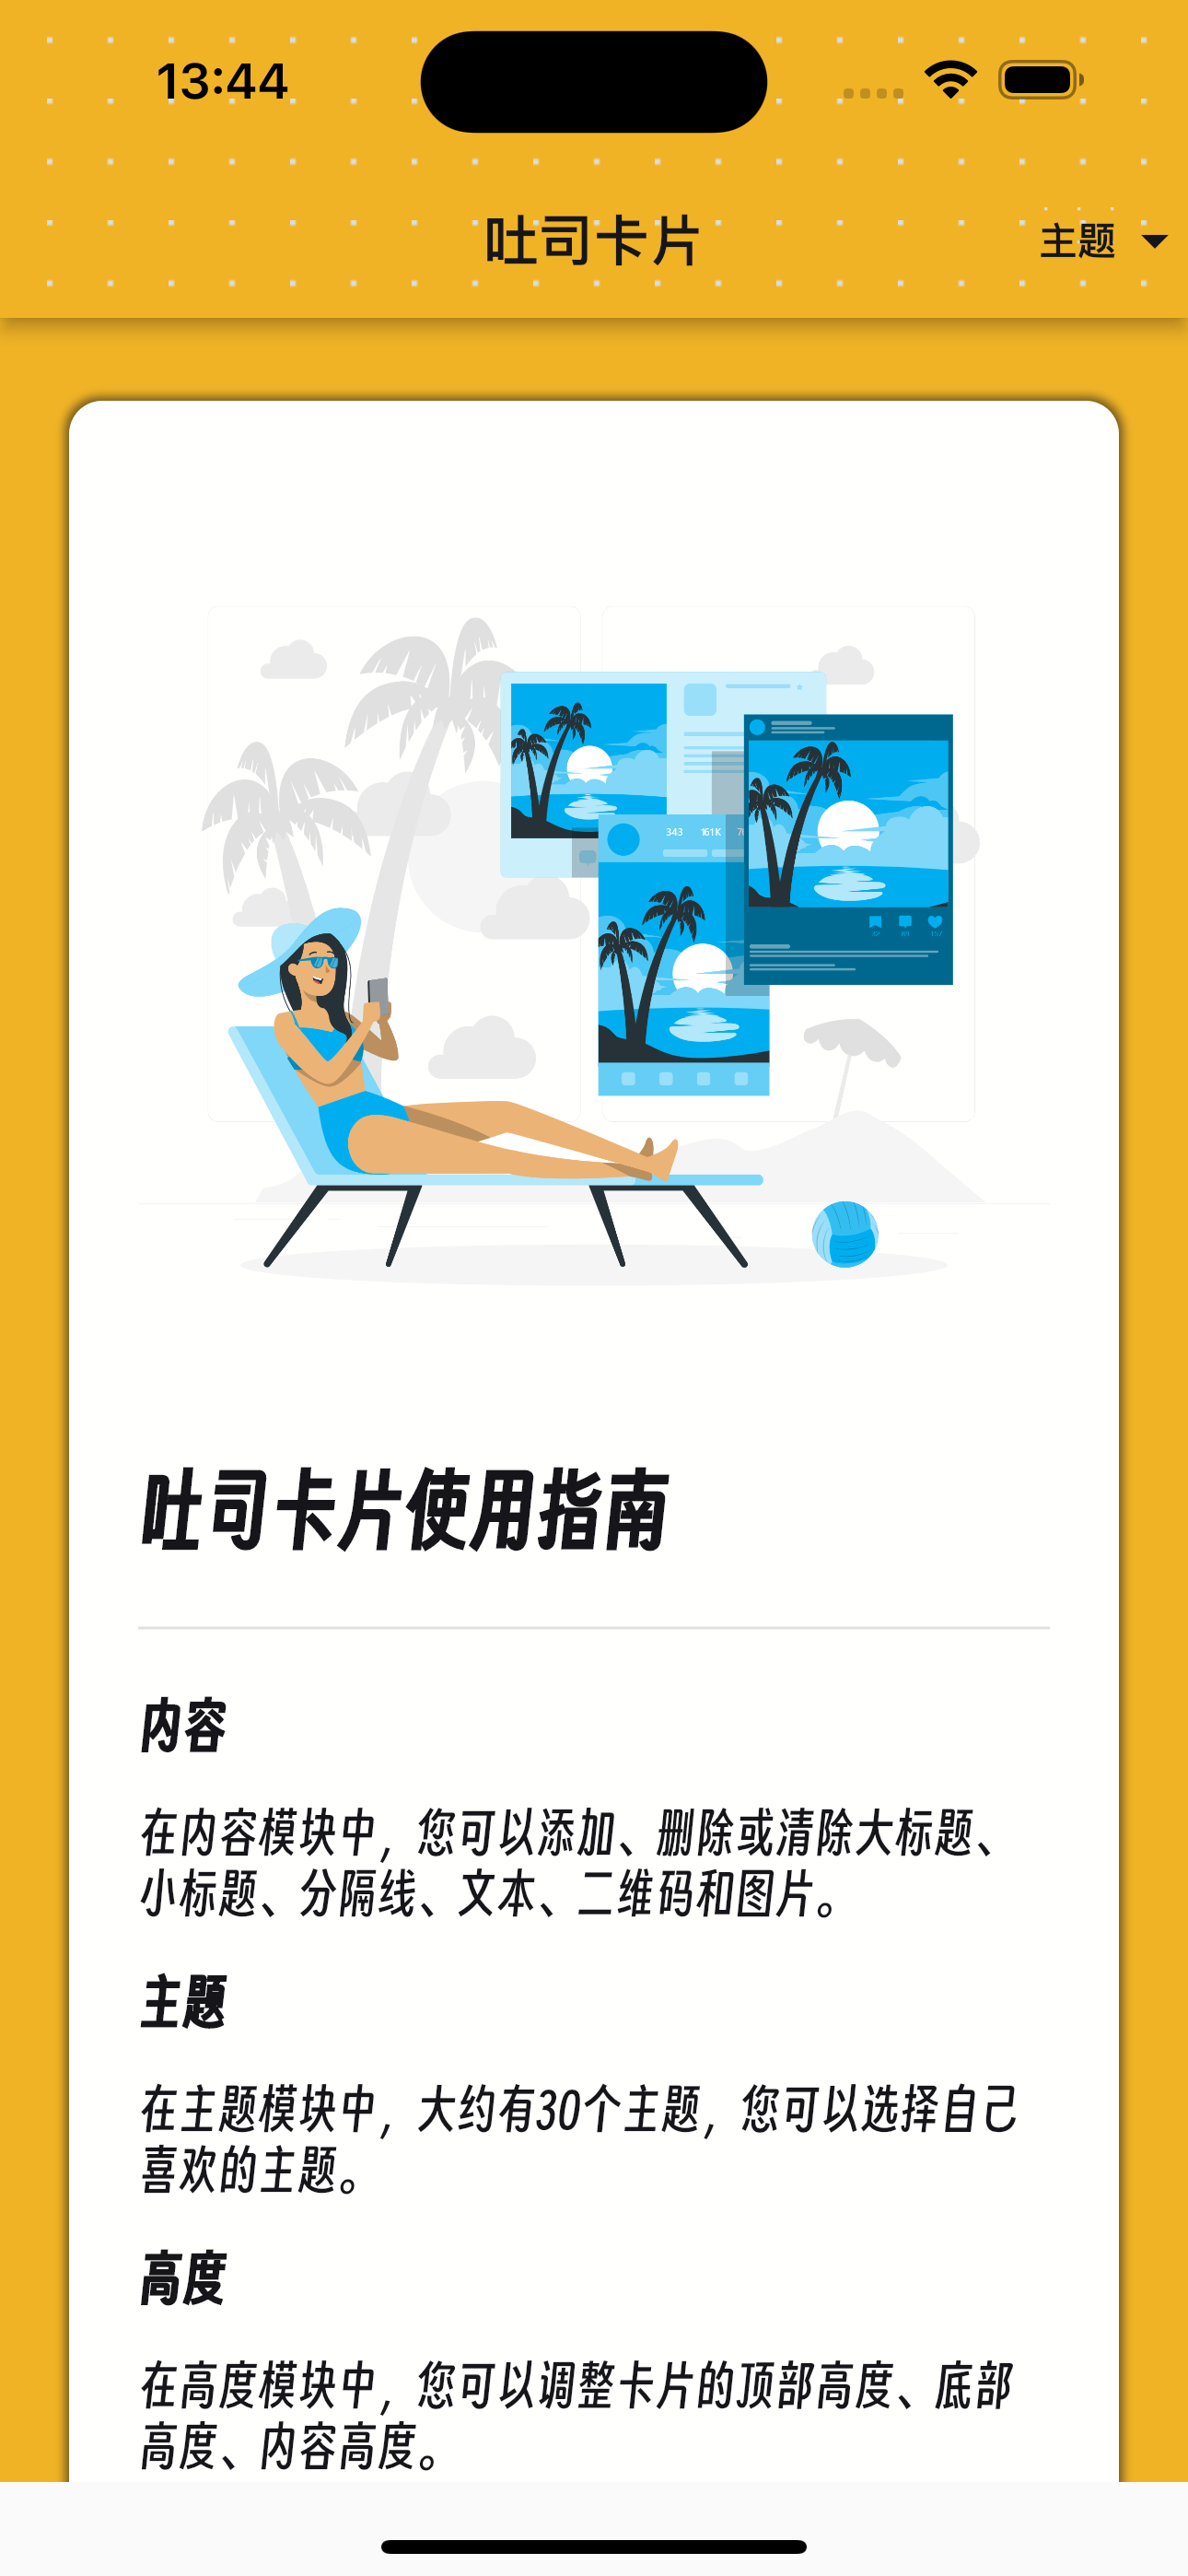 13:44
吐司卡片
主题
343 161K
吐司卡片使用指南
内容
在内容模块中，您可以添加、删除或清除大标题、
小标题、分隔线、文本、二维码和图片。
主题
在主题模块中，大约有30个主题，您可以选择自己
喜欢的主题。
高度
在高度模块中，您可以调整卡片的顶部高度、底部
高度、内容高度。